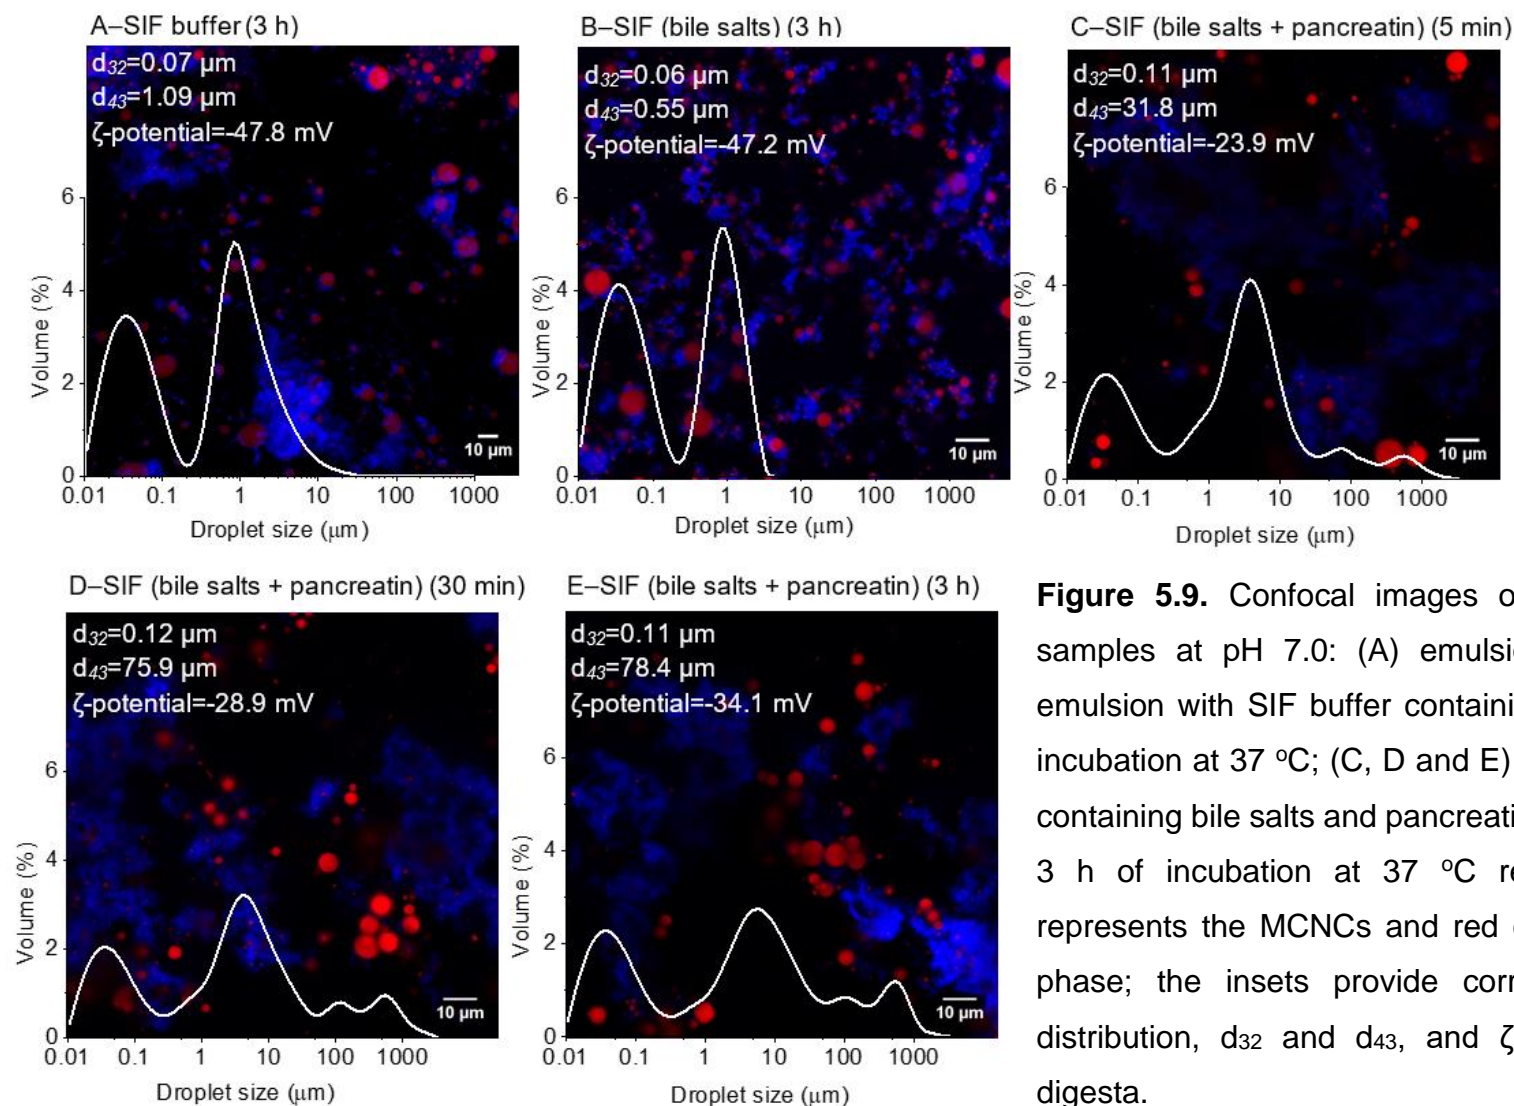 A–SIF buffer (3 h)
d32=0.07 µm
d43=1.09 µm
ζ-potential=-47.8 mV
6
4
2
0
Volume (%)
10 µm
0.01 0.1 1 10 100 1000
Droplet size (µm)
B–SIF (bile salts) (3 h)
d32=0.06 µm
d43=0.55 µm
ζ-potential=-47.2 mV
6
4
2
0
Volume (%)
10 µm
0.01 0.1 1 10 100 1000
Droplet size (µm)
C–SIF (bile salts + pancreatin) (5 min)
d32=0.11 µm
d43=31.8 µm
ζ-potential=-23.9 mV
6
4
2
0
Volume (%)
10 µm
0.01 0.1 1 10 100 1000
Droplet size (µm)
D–SIF (bile salts + pancreatin) (30 min)
d32=0.12 µm
d43=75.9 µm
ζ-potential=-28.9 mV
6
4
2
0
Volume (%)
10 µm
0.01 0.1 1 10 100 1000
Droplet size (µm)
E–SIF (bile salts + pancreatin) (3 h)
d32=0.11 µm
d43=78.4 µm
ζ-potential=-34.1 mV
6
4
2
0
Volume (%)
10 µm
0.01 0.1 1 10 100 1000
Droplet size (µm)
Figure 5.9. Confocal images o
samples at pH 7.0: (A) emulsi
emulsion with SIF buffer containi
incubation at 37 ºC; (C, D and E)
containing bile salts and pancreati
3 h of incubation at 37 ºC re
represents the MCNCs and red
phase; the insets provide corr
distribution, d32 and d43, and ζ
digesta.